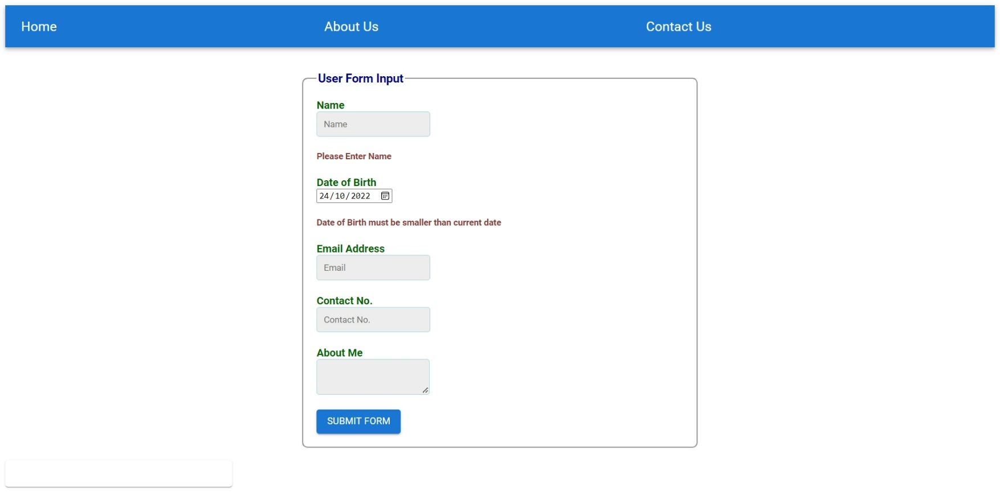 Home About Us Contact Us
User Form Input
Name
Name
Please Enter Name
Date of Birth
24/10/2022
Date of Birth must be smaller than current date
Email Address
Email
Contact No.
Contact No.
About Me
SUBMIT FORM